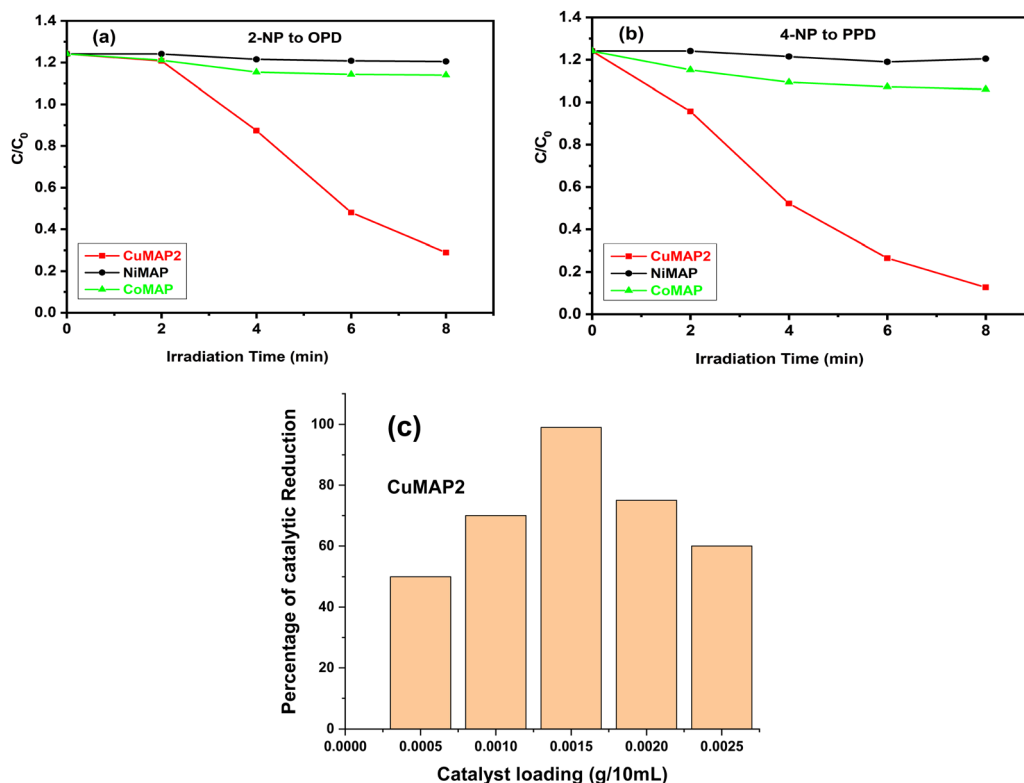 (a)
2-NP to OPD
1.4
1.2
1.0
0.8
0.6
0.4
0.2
0.0
C/C0
CuMAP2
NiMAP
CoMAP
0 2 4 6 8
Irradiation Time (min)
(b)
4-NP to PPD
1.4
1.2
1.0
0.8
0.6
0.4
0.2
0.0
C/C0
CuMAP2
NiMAP
CoMAP
0 2 4 6 8
Irradiation Time (min)
(c)
CuMAP2
100
80
60
40
20
0
Percentage of catalytic Reduction
0.0000 0.0005 0.0010 0.0015 0.0020 0.0025
Catalyst loading (g/10mL)